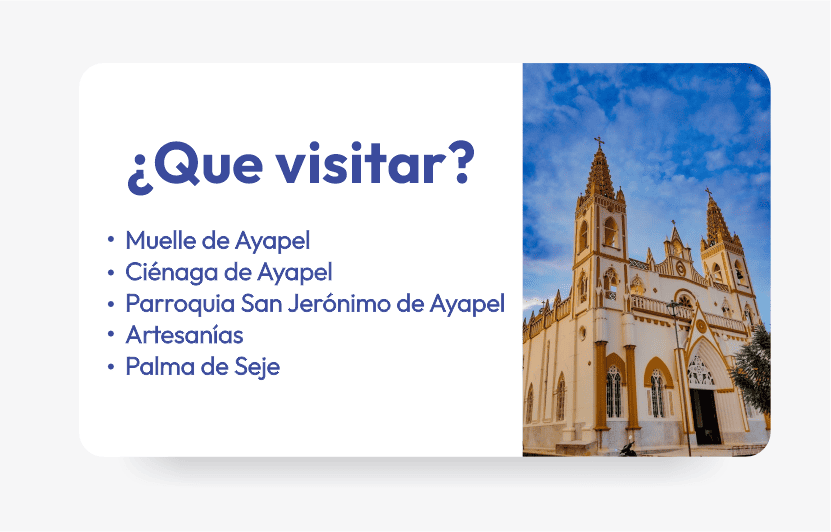 ¿Que visitar?
• Muelle de Ayapel
• Ciénaga de Ayapel
• Parroquia San Jerónimo de Ayapel
• Artesanías
• Palma de Seje